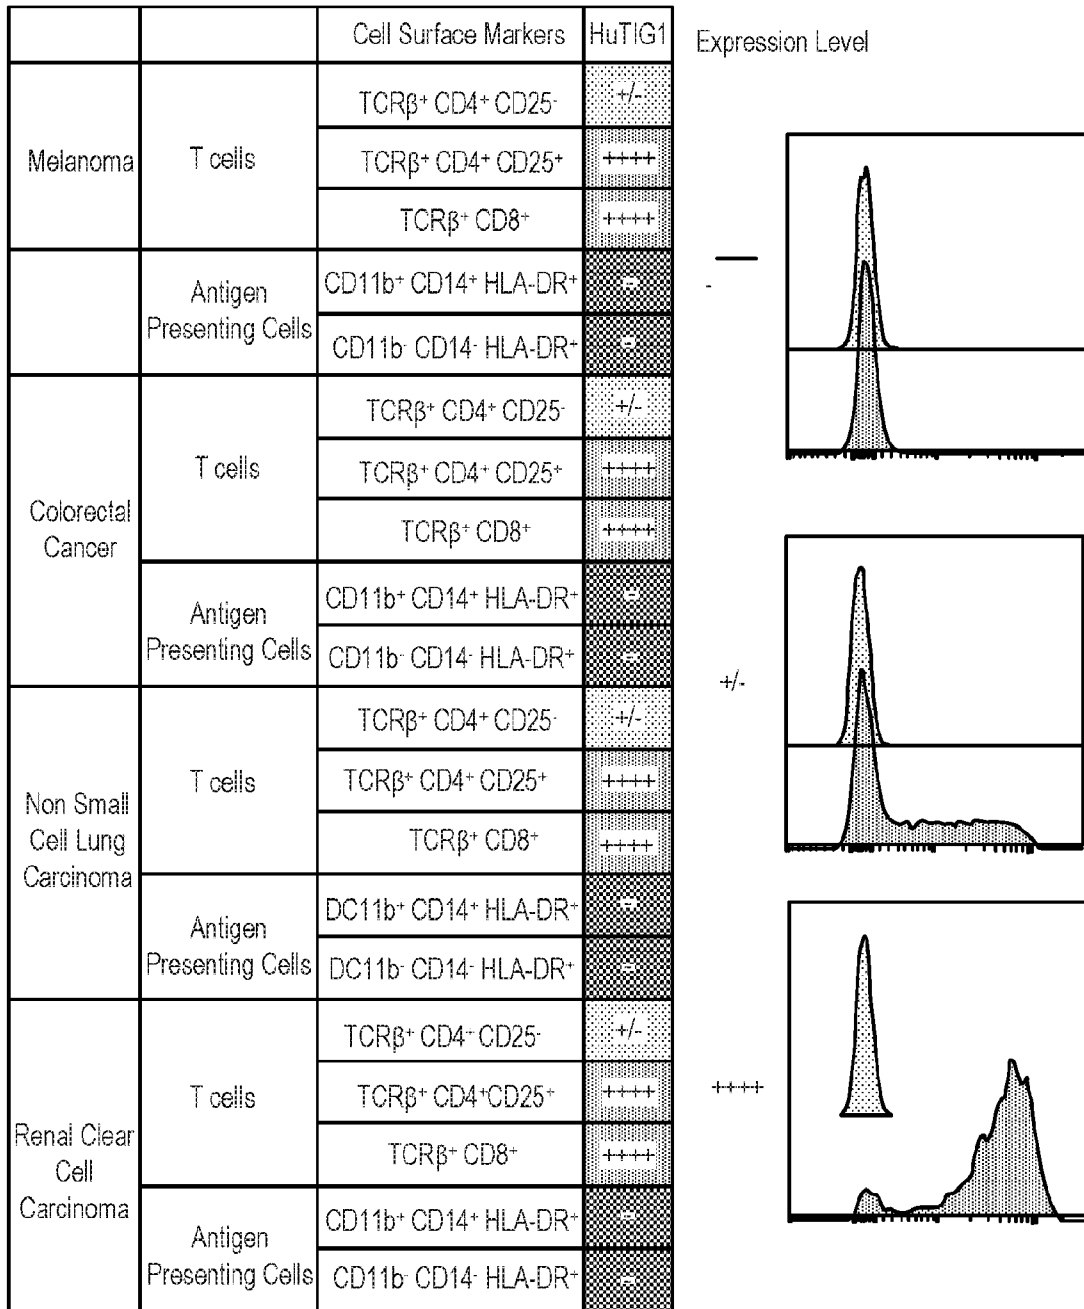 Cell Surface Markers HuTIG1 Expression Level
TCRβ⁺ CD4⁺ CD25⁻ +/-
Melanoma T cells TCRβ⁺ CD4⁺ CD25⁺ ++++
TCRβ⁺ CD8⁺ ++++
Antigen
Presenting Cells
CD11b⁺ CD14⁺ HLA-DR⁺ -
CD11b⁻ CD14⁻ HLA-DR⁺ -
-
Colorectal
Cancer
T cells
TCRβ⁺ CD4⁺ CD25⁻ +/-
TCRβ⁺ CD4⁺ CD25⁺ ++++
TCRβ⁺ CD8⁺ ++++
Antigen
Presenting Cells
CD11b⁺ CD14⁺ HLA-DR⁺ -
CD11b⁻ CD14⁻ HLA-DR⁺ -
+/-
Non Small
Cell Lung
Carcinoma
T cells
TCRβ⁺ CD4⁺ CD25⁻ +/-
TCRβ⁺ CD4⁺ CD25⁺ ++++
TCRβ⁺ CD8⁺ ++++
Antigen
Presenting Cells
DC11b⁺ CD14⁺ HLA-DR⁺ -
DC11b⁻ CD14⁻ HLA-DR⁺ -
Renal Clear
Cell
Carcinoma
T cells
TCRβ⁺ CD4⁺ CD25⁻ +/-
TCRβ⁺ CD4⁺CD25⁺ ++++
TCRβ⁺ CD8⁺ ++++
Antigen
Presenting Cells
CD11b⁺ CD14⁺ HLA-DR⁺ -
CD11b⁻ CD14⁻ HLA-DR⁺ -
++++